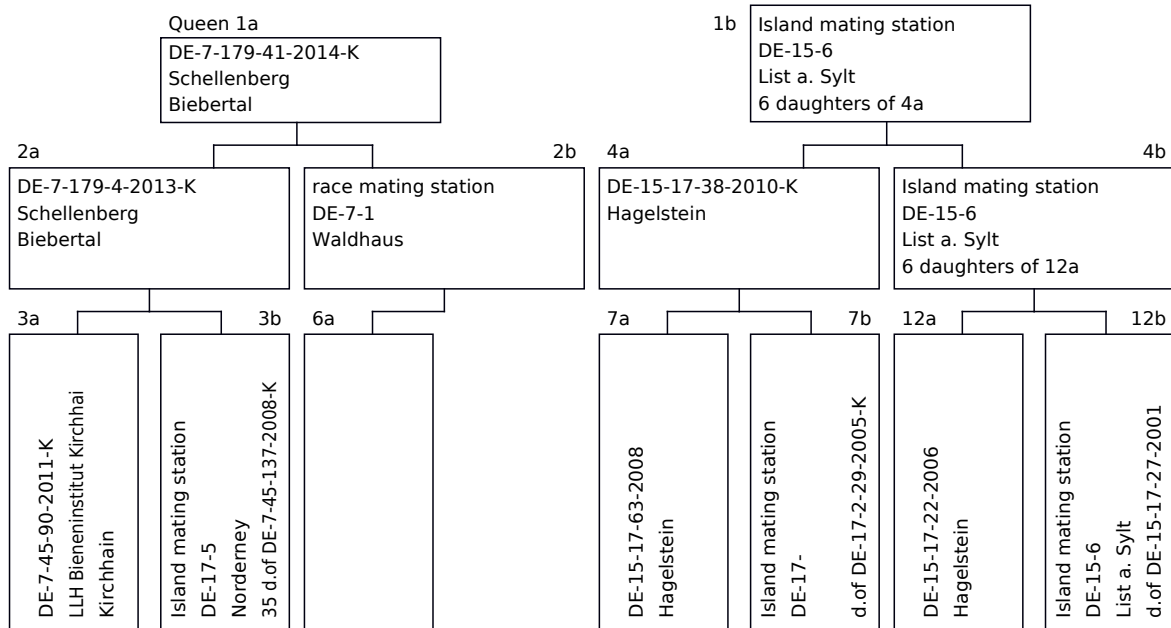 Queen 1a
DE-7-179-41-2014-K
Schellenberg
Biebertal
1b
Island mating station
DE-15-6
List a. Sylt
6 daughters of 4a
2a
DE-7-179-4-2013-K
Schellenberg
Biebertal
2b
race mating station
DE-7-1
Waldhaus
4a
DE-15-17-38-2010-K
Hagelstein
4b
Island mating station
DE-15-6
List a. Sylt
6 daughters of 12a
3a
DE-7-45-90-2011-K
LLH Bieneninstitut Kirchhai
Kirchhain
3b
Island mating station
DE-17-5
Norderney
35 d.of DE-7-45-137-2008-K
6a
7a
DE-15-17-63-2008
Hagelstein
7b
Island mating station
DE-17-
d.of DE-17-2-29-2005-K
12a
DE-15-17-22-2006
Hagelstein
12b
Island mating station
DE-15-6
List a. Sylt
d.of DE-15-17-27-2001